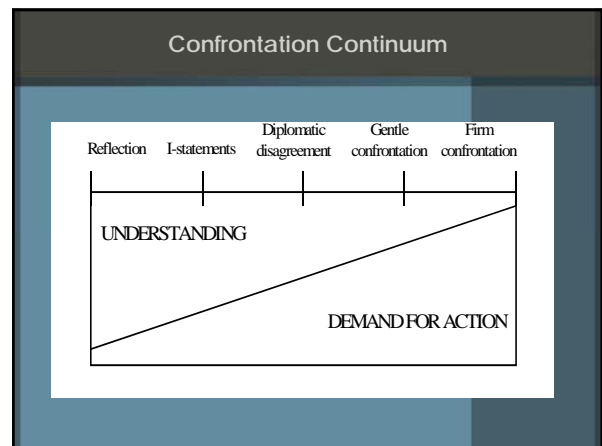 Confrontation Continuum
Reflection I-statements Diplomatic disagreement Gentle confrontation Firm confrontation
UNDERSTANDING
DEMAND FOR ACTION